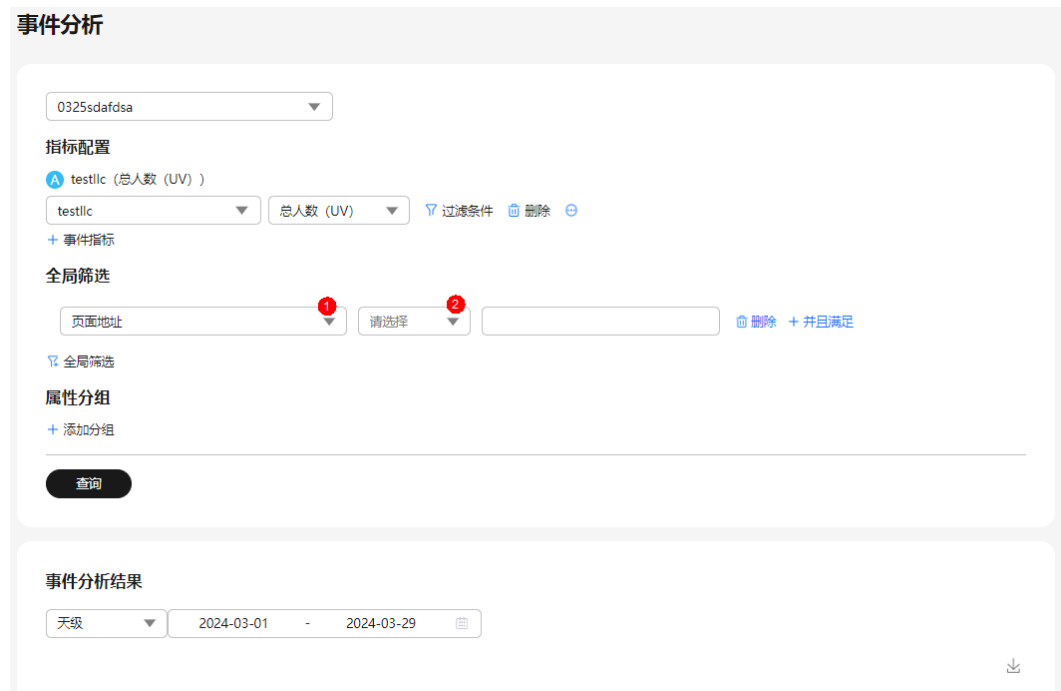 事件分析
0325sdafdsa
指标配置
A testllc（总人数（UV））
testllc 总人数（UV） 过滤条件 删除
+ 事件指标
全局筛选
1 2
页面地址 请选择 删除 + 并且满足
全局筛选
属性分组
+ 添加分组
查询
事件分析结果
天级 2024-03-01 - 2024-03-29